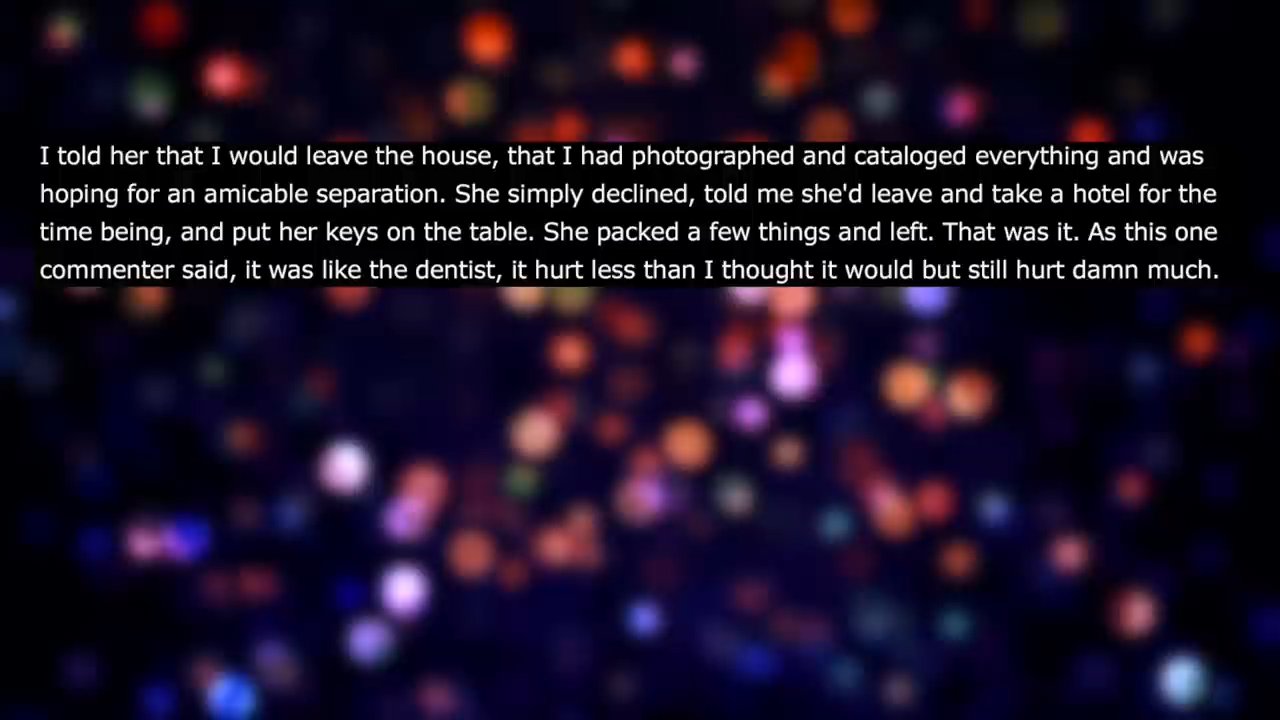 I told her that I would leave the house, that I had photographed and cataloged everything and was
hoping for an amicable separation. She simply declined, told me she'd leave and take a hotel for the
time being, and put her keys on the table. She packed a few things and left. That was it. As this one
commenter said, it was like the dentist, it hurt less than I thought it would but still hurt damn much.